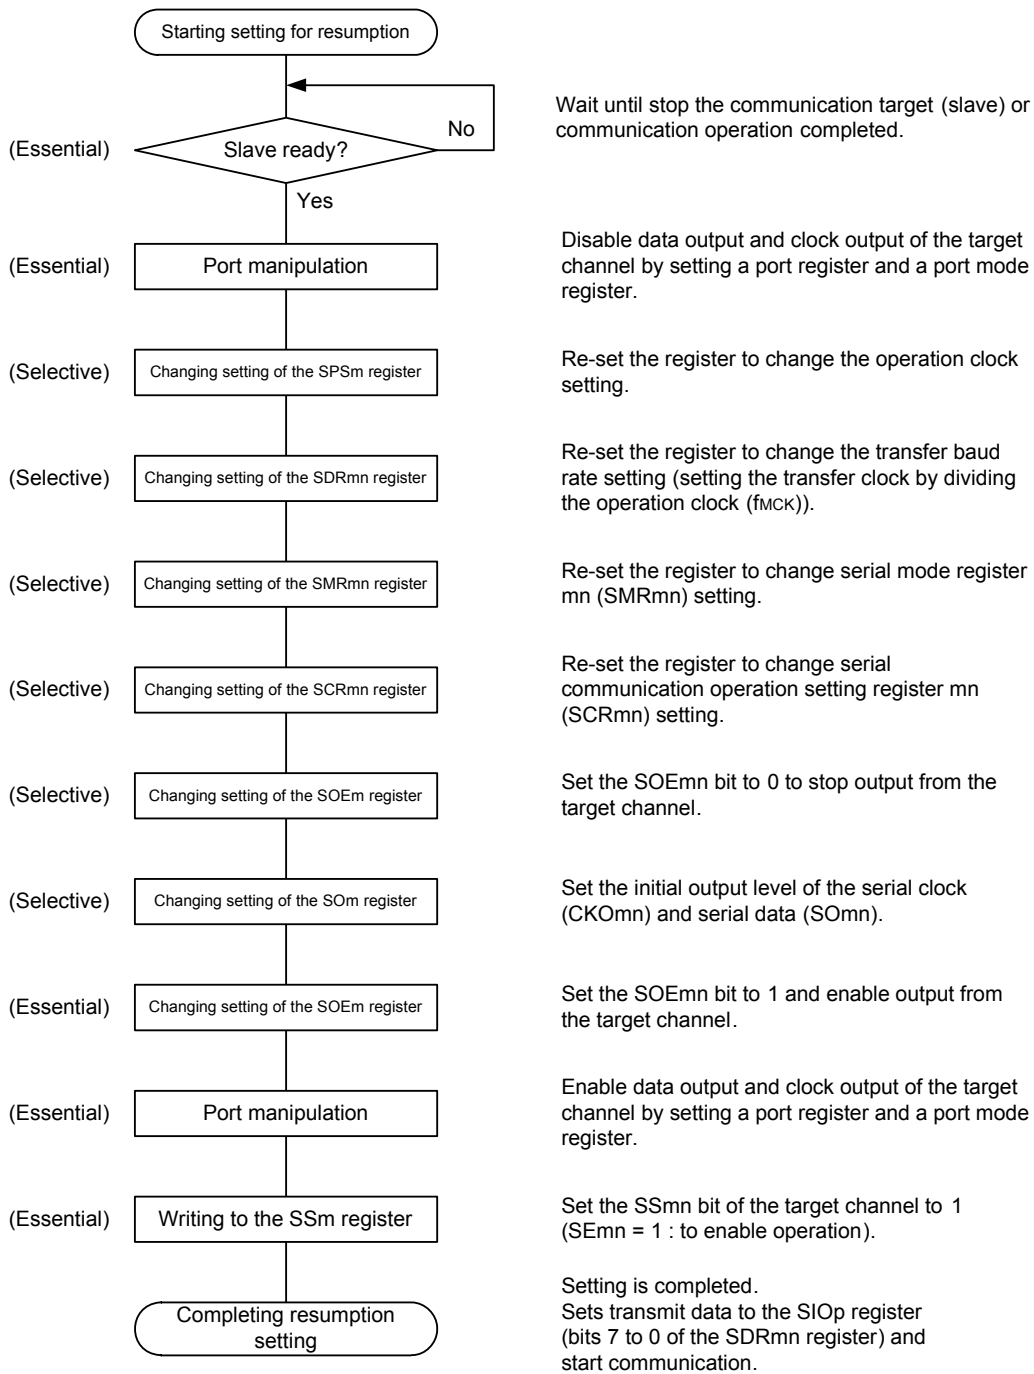 Starting setting for resumption
Wait until stop the communication target (slave) or
communication operation completed.
No
(Essential)
Slave ready?
Yes
Disable data output and clock output of the target
channel by setting a port register and a port mode
register.
(Essential)
Port manipulation
Re-set the register to change the operation clock
setting.
(Selective)
Changing setting of the SPSm register
Re-set the register to change the transfer baud
rate setting (setting the transfer clock by dividing
the operation clock (fMCK)).
(Selective)
Changing setting of the SDRmn register
Re-set the register to change serial mode register
mn (SMRmn) setting.
(Selective)
Changing setting of the SMRmn register
Re-set the register to change serial
communication operation setting register mn
(SCRmn) setting.
(Selective)
Changing setting of the SCRmn register
Set the SOEmn bit to 0 to stop output from the
target channel.
(Selective)
Changing setting of the SOEm register
Set the initial output level of the serial clock
(CKOmn) and serial data (SOmn).
(Selective)
Changing setting of the SOm register
Set the SOEmn bit to 1 and enable output from
the target channel.
(Essential)
Changing setting of the SOEm register
Enable data output and clock output of the target
channel by setting a port register and a port mode
register.
(Essential)
Port manipulation
Set the SSmn bit of the target channel to 1
(SEmn = 1 : to enable operation).
(Essential)
Writing to the SSm register
Completing resumption
setting
Setting is completed.
Sets transmit data to the SIOp register
(bits 7 to 0 of the SDRmn register) and
start communication.